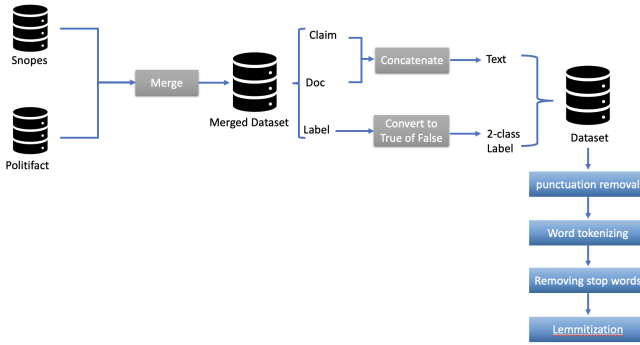 Snopes
Politifact
Merge
Merged Dataset
Claim
Doc
Label
Concatenate
Convert to
True of False
Text
2-class
Label
Dataset
punctuation removal
Word tokenizing
Removing stop words
Lemmitization